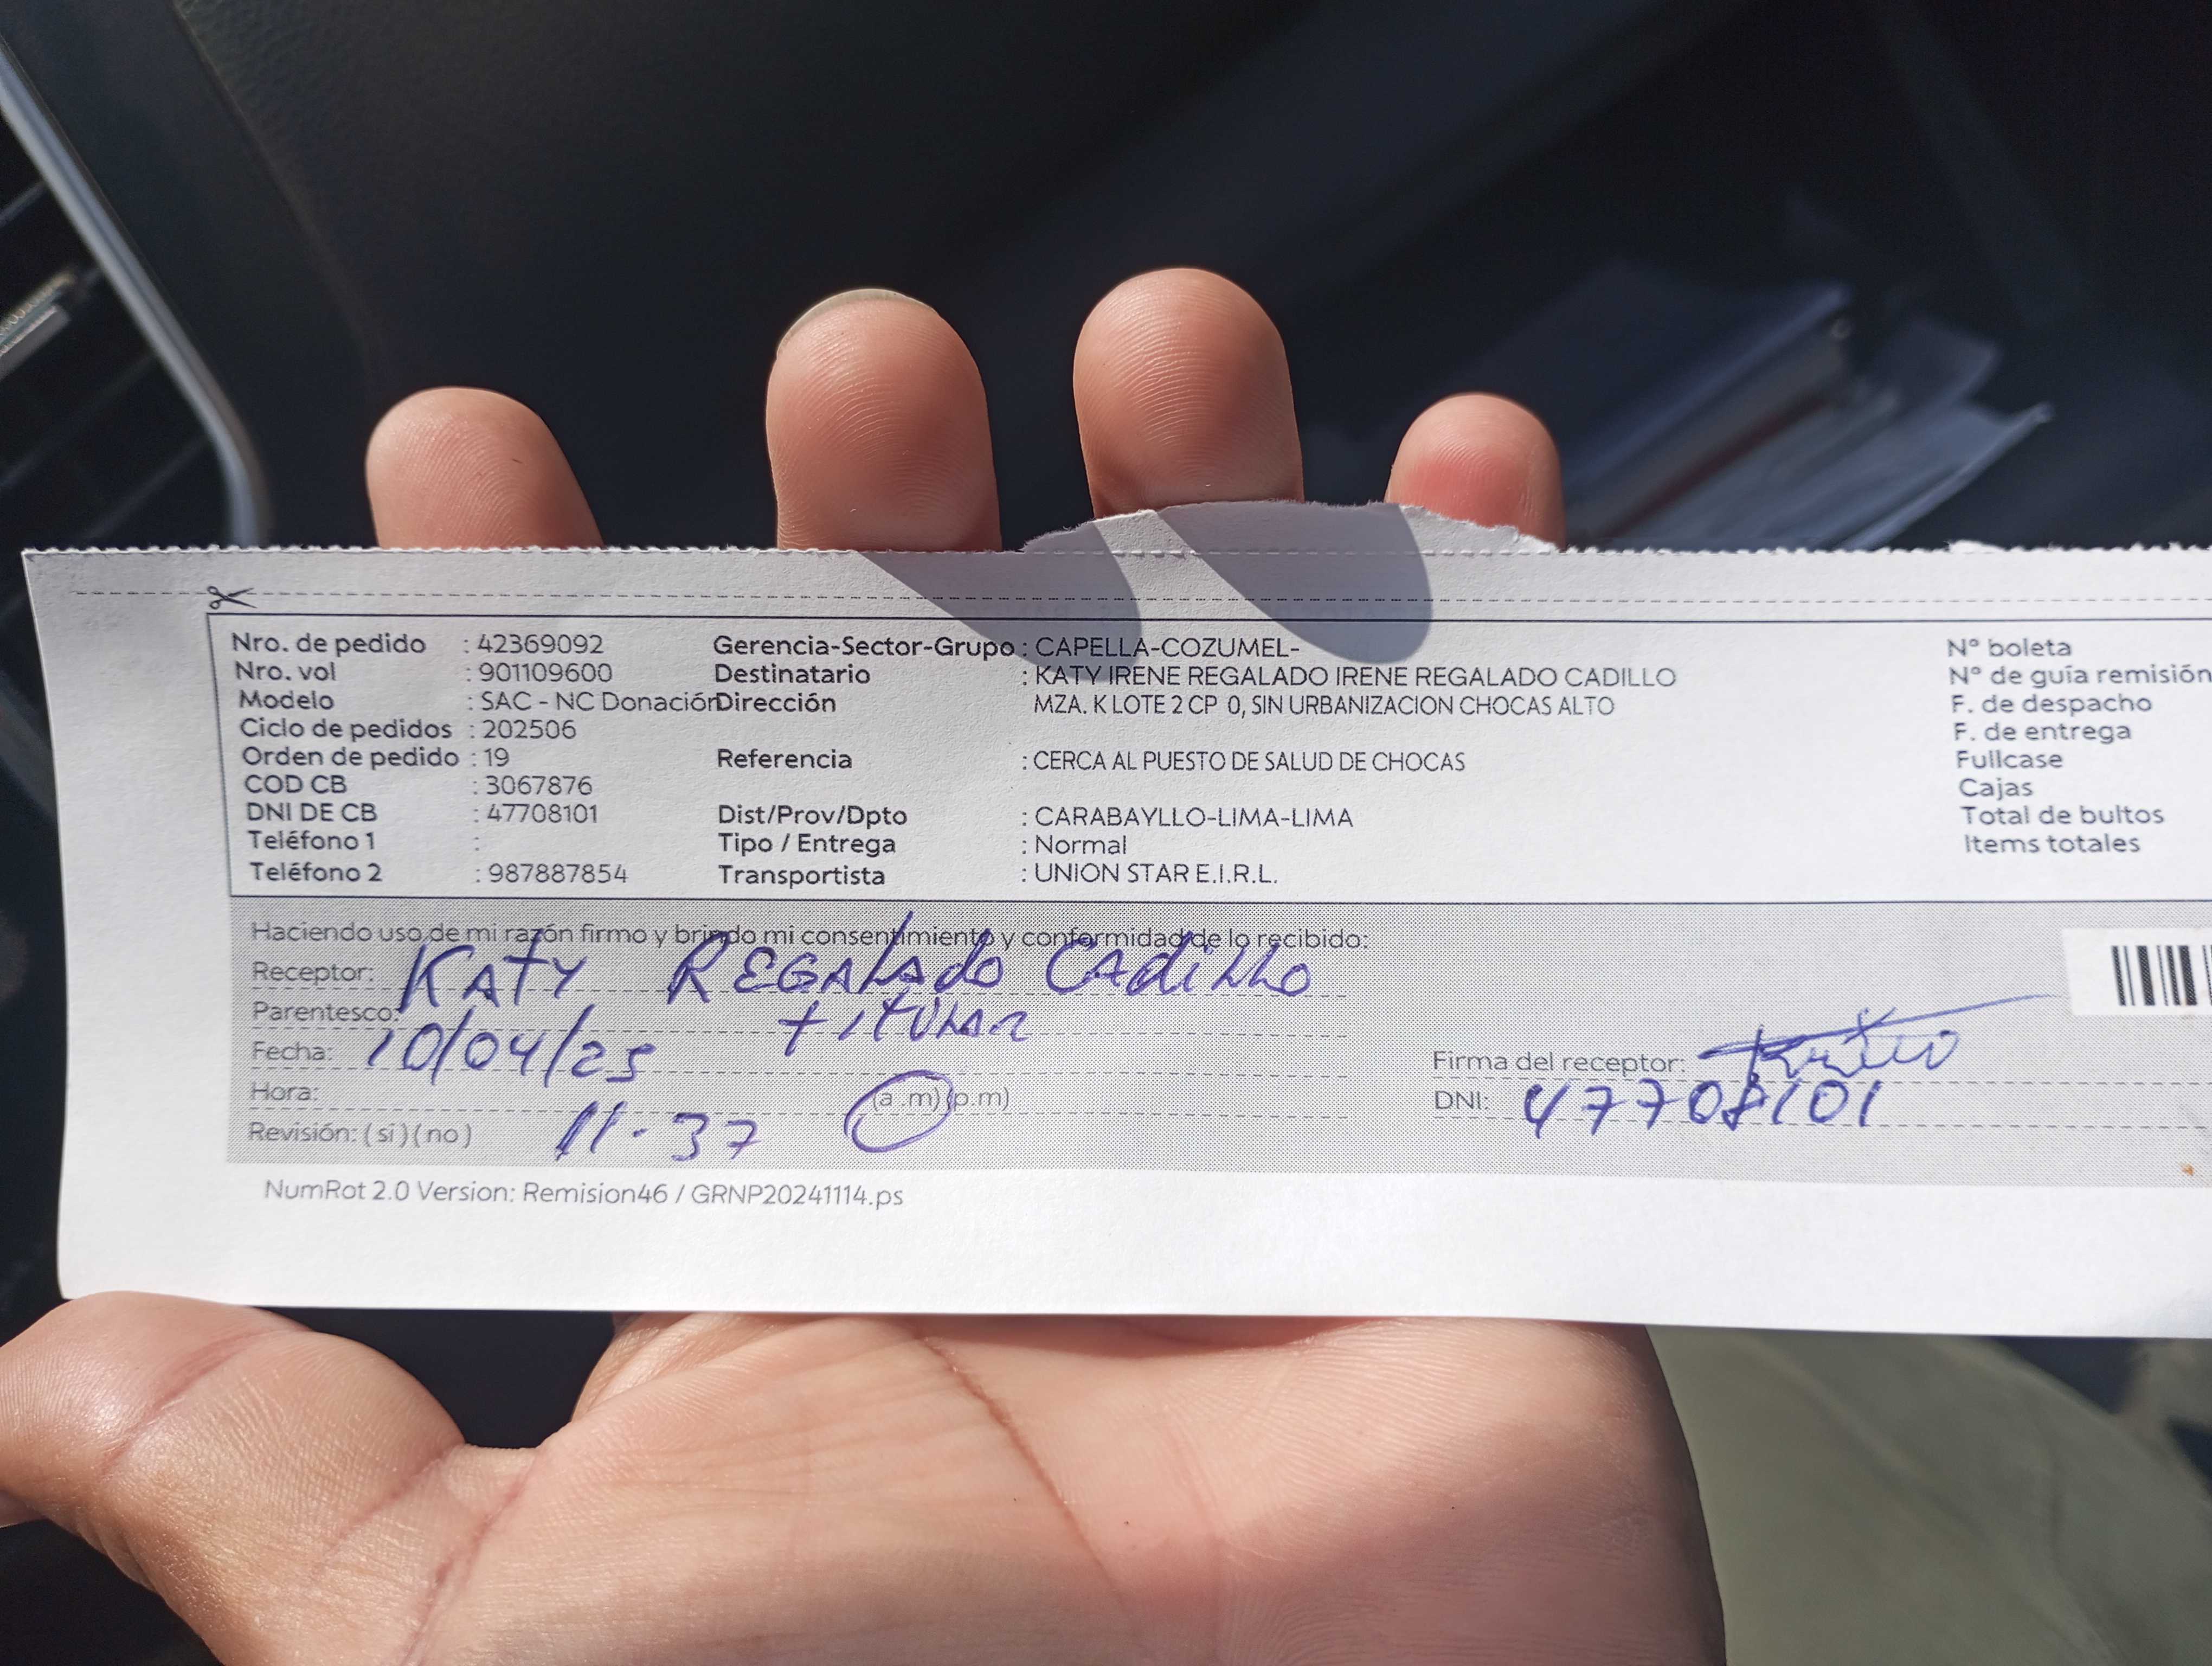 Nro. de pedido : 42369092 Gerencia-Sector-Grupo : CAPELLA-COZUMEL- N° boleta
Nro. vol : 901109600 Destinatario : KATY IRENE REGALADO IRENE REGALADO CADILLO N° de guía remisión
Modelo : SAC - NC Donación Dirección MZA. K LOTE 2 CP 0, SIN URBANIZACION CHOCAS ALTO F. de despacho
Ciclo de pedidos : 202506 F. de entrega
Orden de pedido : 19 Referencia : CERCA AL PUESTO DE SALUD DE CHOCAS Fullcase
COD CB : 3067876 Cajas
DNI DE CB : 47708101 Dist/Prov/Dpto : CARABAYLLO-LIMA-LIMA Total de bultos
Teléfono 1 : Tipo / Entrega : Normal Items totales
Teléfono 2 : 987887854 Transportista : UNION STAR E.I.R.L.
Haciendo uso de mi razón firmo y brindo mi consentimiento y conformidad de lo recibido:
Receptor: KATY REGALADO CADILLO
Parentesco: titular
Fecha: 10/04/25 Firma del receptor:
Hora: 11.37 (a.m) (p.m) DNI: 47708101
Revisión: ( si ) ( no )
NumRot 2.0 Version: Remision46 / GRNP20241114.ps